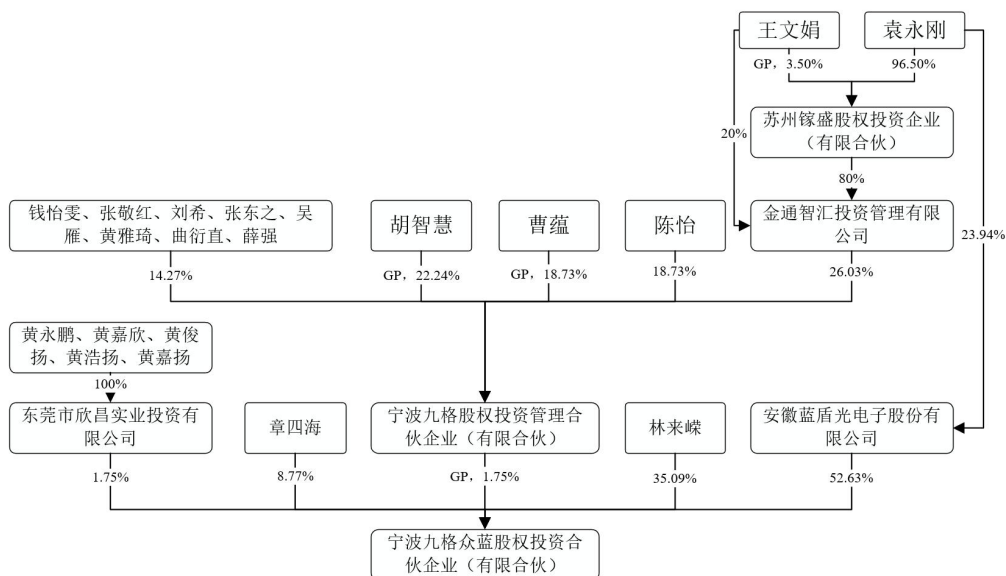 王文娟
袁永刚
GP，3.50%
96.50%
苏州镓盛股权投资企业
（有限合伙）
20%
80%
钱怡雯、张敬红、刘希、张东之、吴
雁、黄雅琦、曲衍直、薛强
胡智慧
曹蕴
陈怡
金通智汇投资管理有限
公司
23.94%
14.27%
GP，22.24%
GP，18.73%
18.73%
26.03%
黄永鹏、黄嘉欣、黄俊
扬、黄浩扬、黄嘉扬
100%
东莞市欣昌实业投资有
限公司
章四海
宁波九格股权投资管理合
伙企业（有限合伙）
林来嵘
安徽蓝盾光电子股份有
限公司
1.75%
8.77%
GP，1.75%
35.09%
52.63%
宁波九格众蓝股权投资合
伙企业（有限合伙）